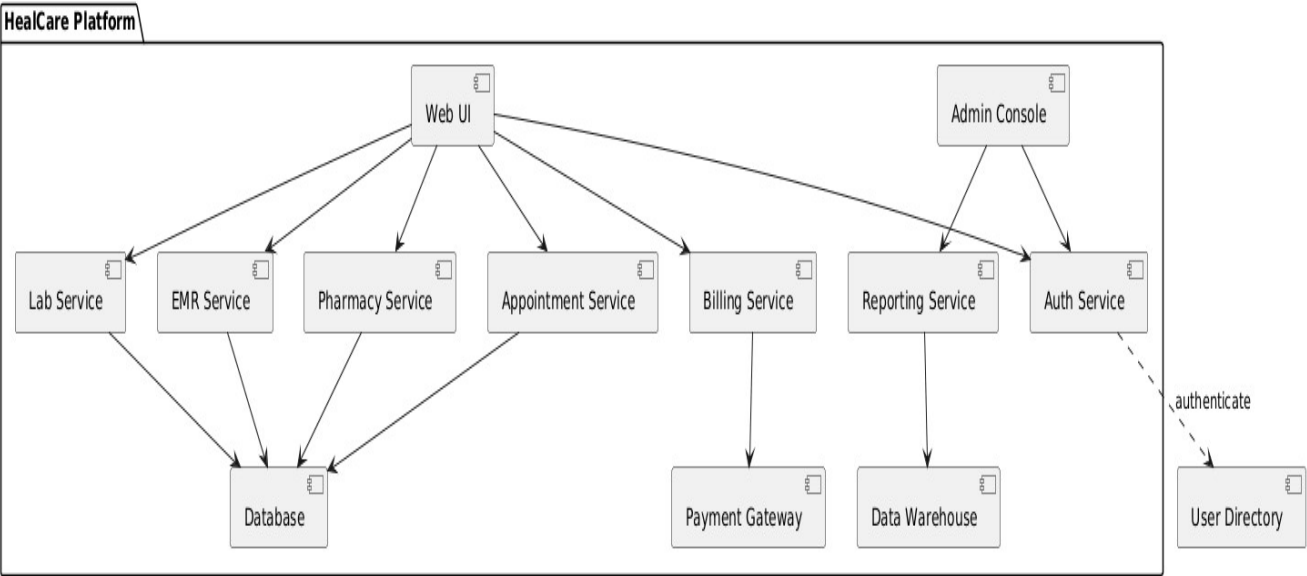 HealCare Platform
Web UI
Admin Console
Lab Service
EMR Service
Pharmacy Service
Appointment Service
Billing Service
Reporting Service
Auth Service
authenticate
Database
Payment Gateway
Data Warehouse
User Directory